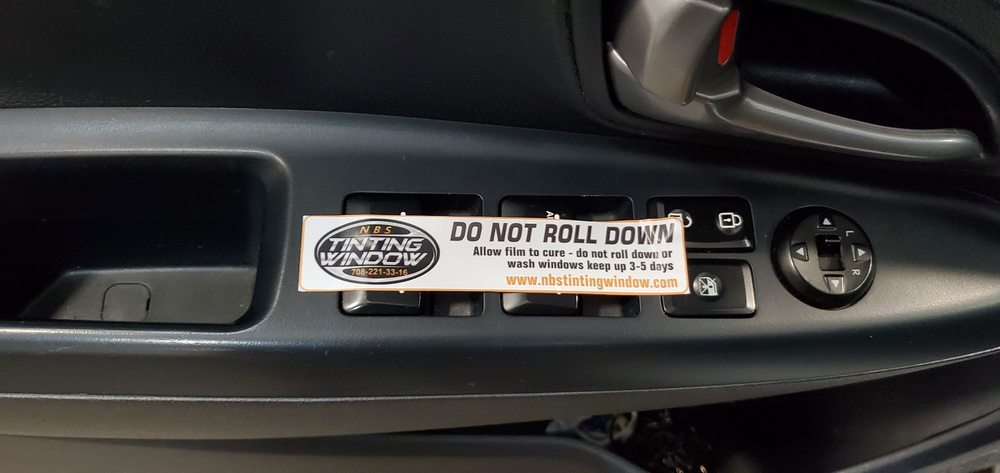 NBS
TINTING
WINDOW
708-221-33-16
DO NOT ROLL DOWN
Allow film to cure - do not roll down or
wash windows keep up 3-5 days
www.nbstintingwindow.com
L
R